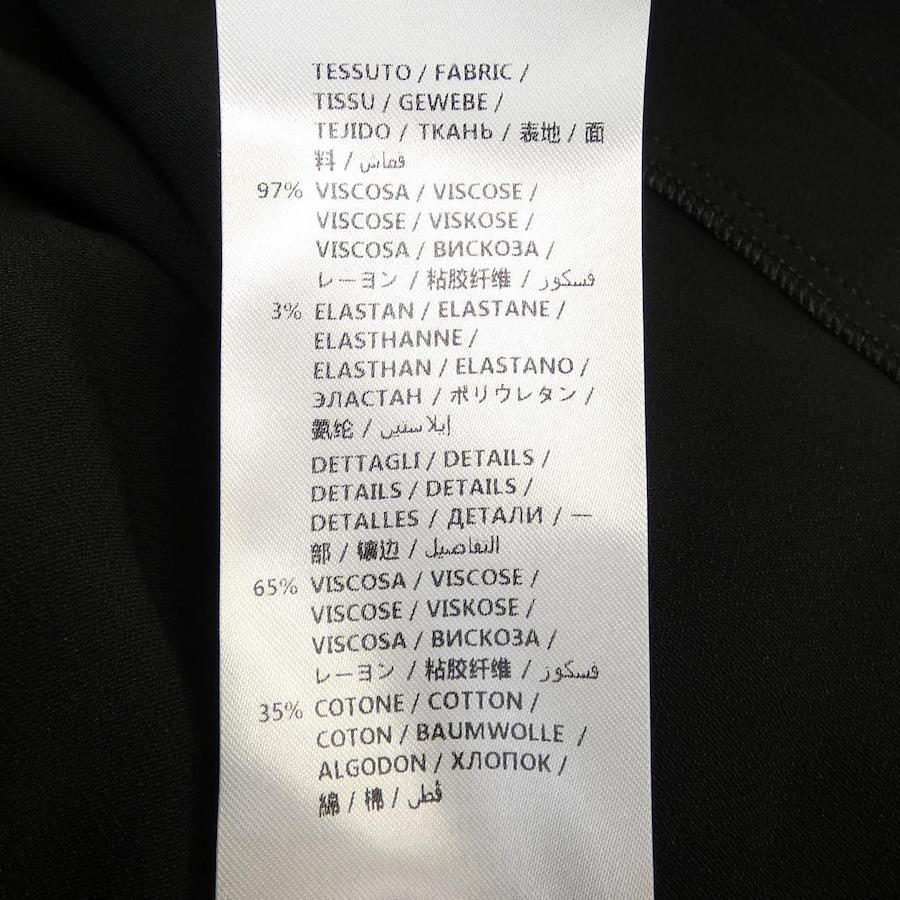 TESSUTO / FABRIC /
TISSU / GEWEBE /
TEJIDO / ТКАНЬ / 表地 / 面
料 / قماش
97% VISCOSA / VISCOSE /
VISCOSE / VISKOSE /
VISCOSA / ВИСКОЗА /
レーヨン / 粘胶纤维 / فسكوز
3% ELASTAN / ELASTANE /
ELASTHANNE /
ELASTHAN / ELASTANO /
ЭЛАСТАН / ポリウレタン /
氨纶 / إيلاستين
DETTAGLI / DETAILS /
DETAILS / DETAILS /
DETALLES / ДЕТАЛИ / 一
部 / 镶边 / التفاصيل
65% VISCOSA / VISCOSE /
VISCOSE / VISKOSE /
VISCOSA / ВИСКОЗА /
レーヨン / 粘胶纤维 / فسكوز
35% COTONE / COTTON /
COTON / BAUMWOLLE /
ALGODON / ХЛОПОК /
綿 / 棉 / قطن